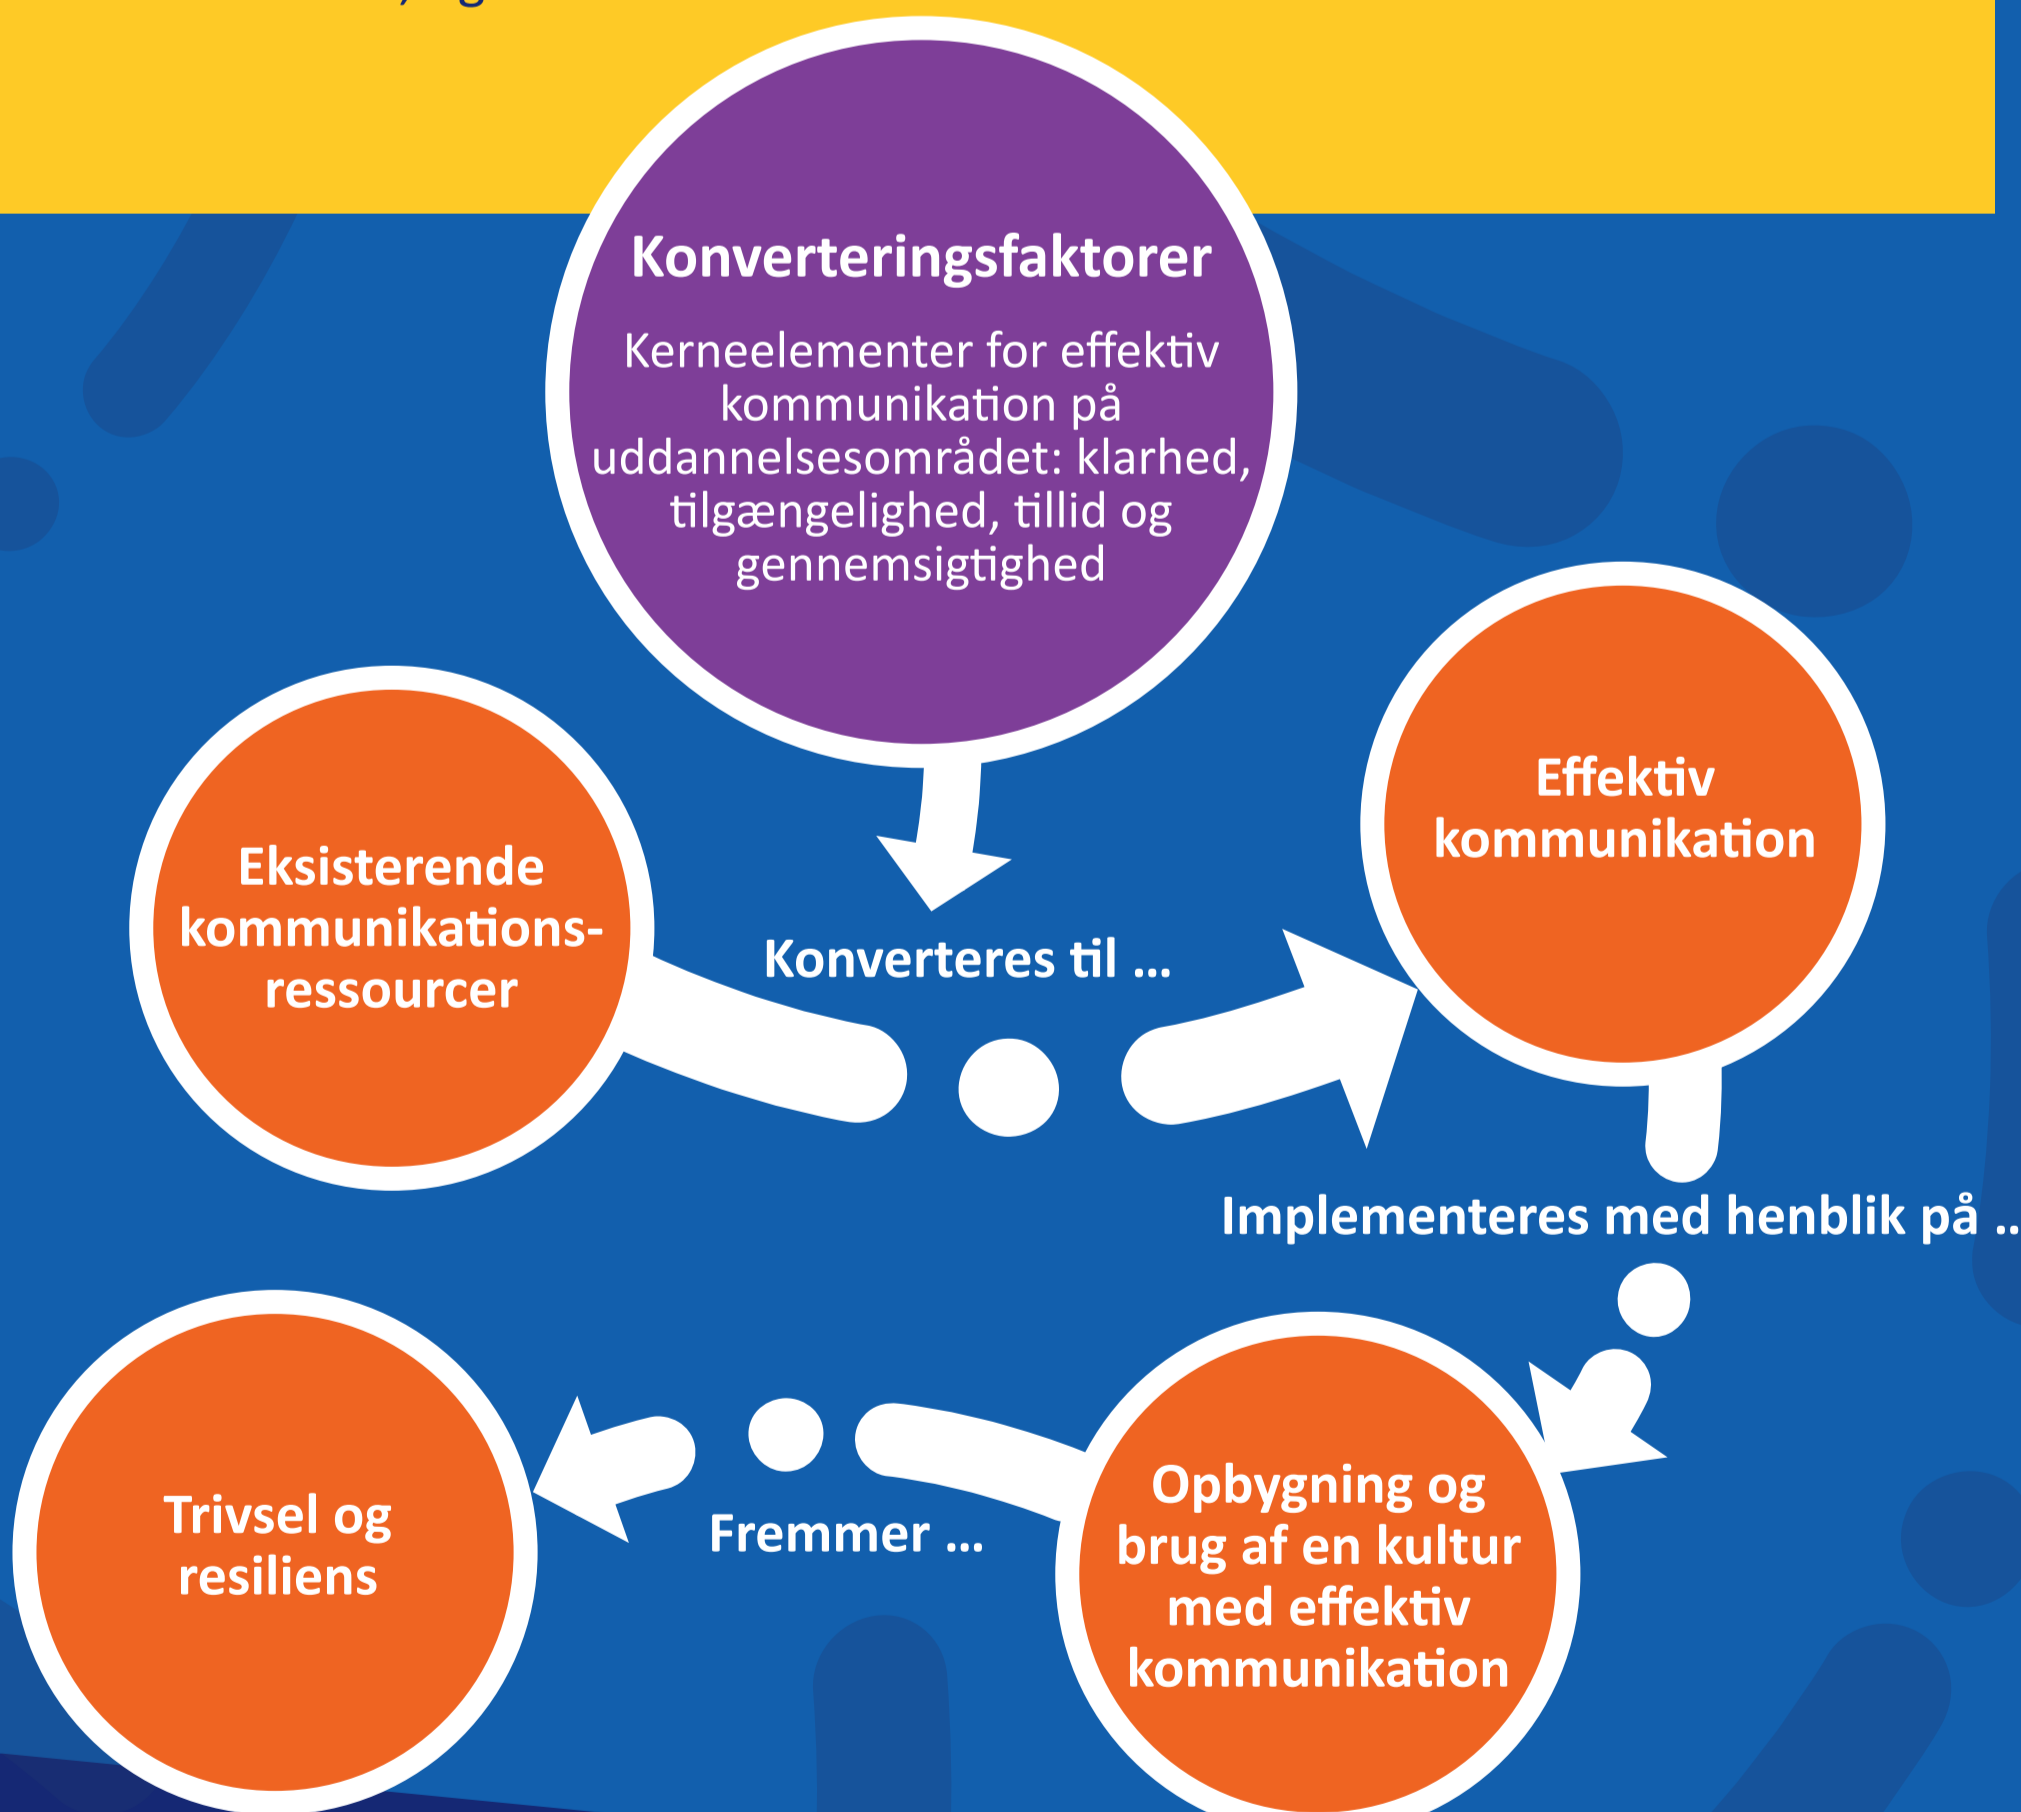 Konverteringsfaktorer
Kerneelementer for effektiv
kommunikation på
uddannelsesområdet: klarhed,
tilgængelighed, tillid og
gennemsigtighed
Effektiv
kommunikation
Eksisterende
kommunikations-
ressourcer
Konverteres til ...
Implementeres med henblik på ..
Trivsel og
resiliens
Fremmer ...
Opbygning og
brug af en kultur
med effektiv
kommunikation